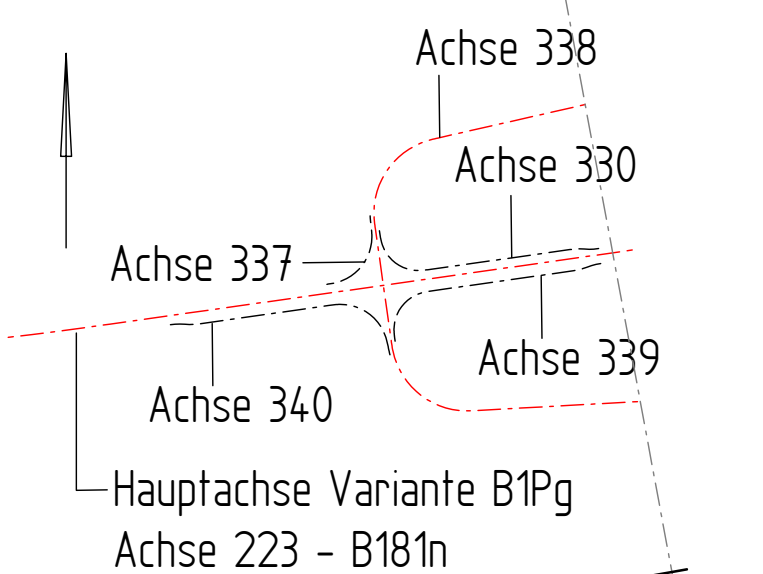 Achse 338
Achse 330
Achse 337
Achse 339
Achse 340
Hauptachse Variante B1Pg
Achse 223 - B181n